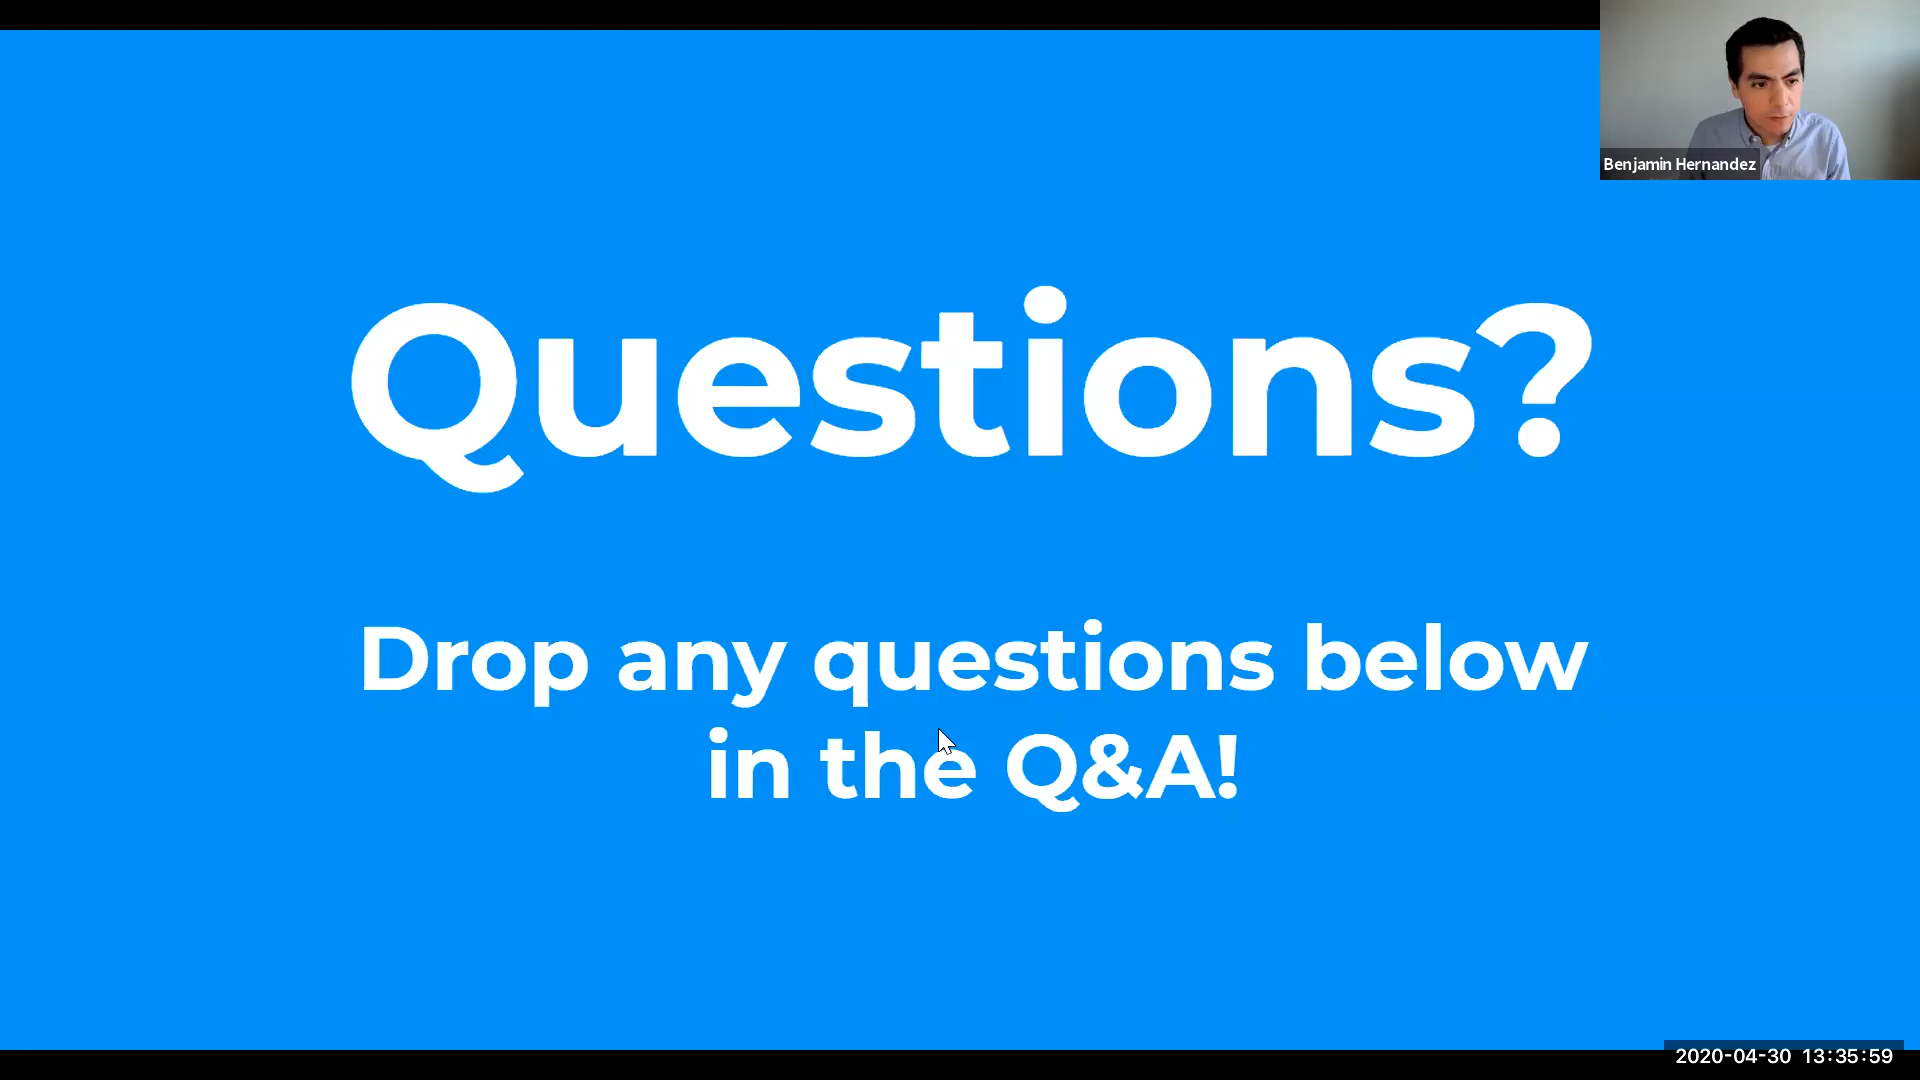 Benjamin Hernandez
Questions?
Drop any questions below
in the Q&A!
2020-04-30 13:35:59